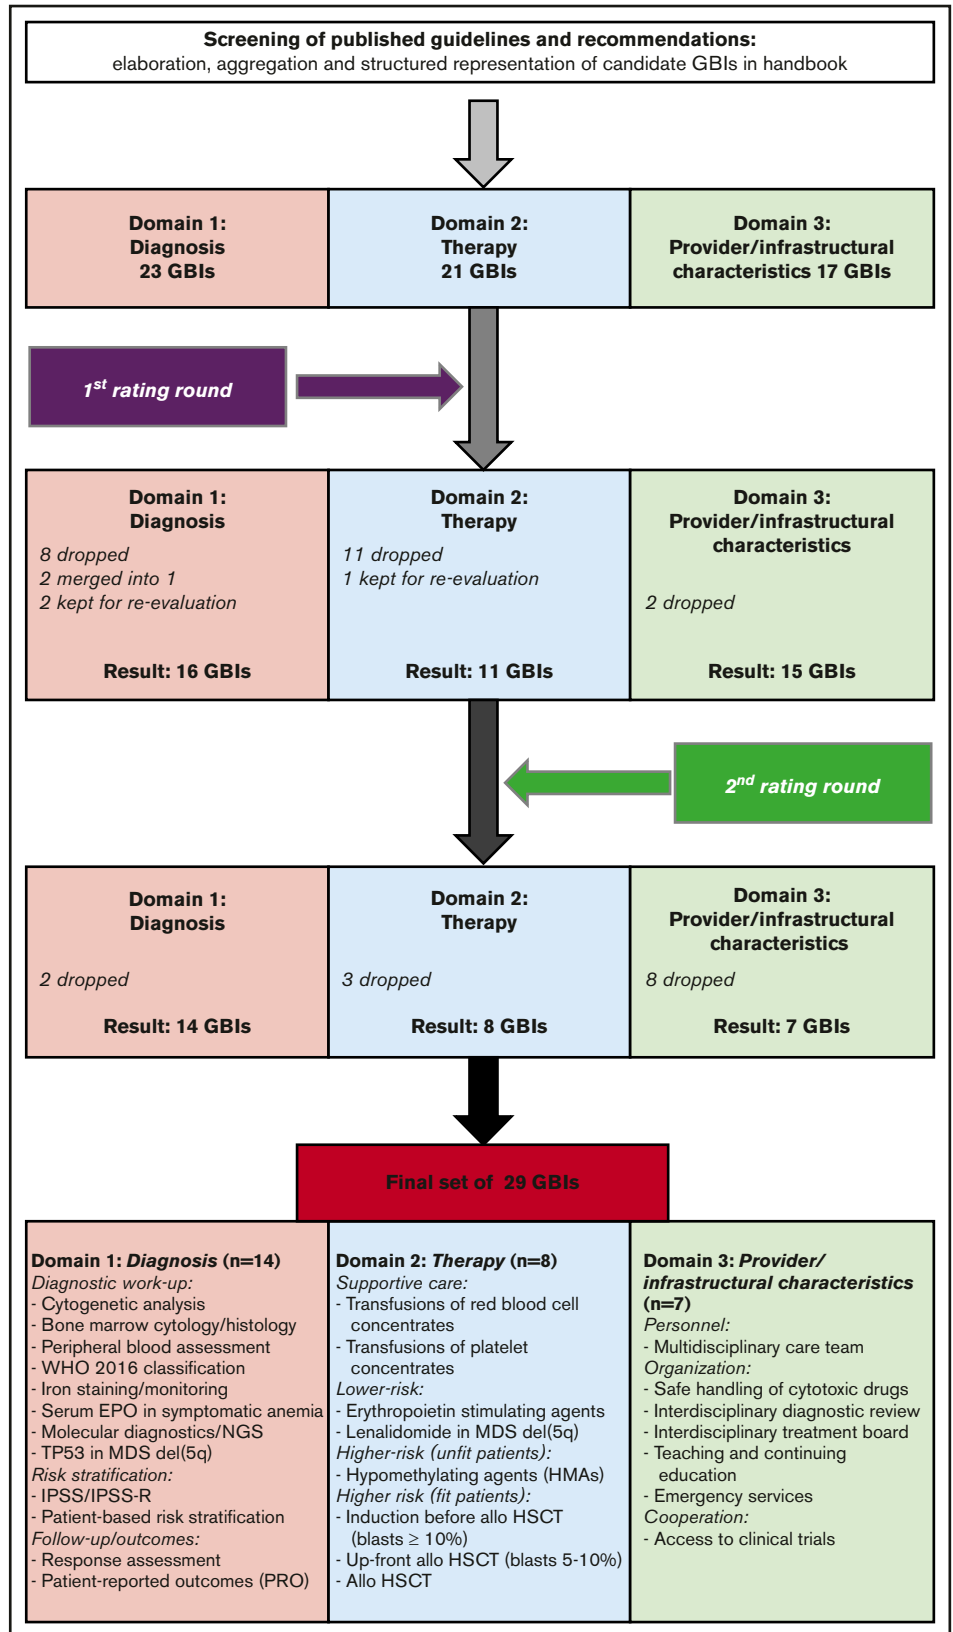 Screening of published guidelines and recommendations:
elaboration, aggregation and structured representation of candidate GBIs in handbook
Domain 1:
Diagnosis
23 GBIs
Domain 2:
Therapy
21 GBIs
Domain 3:
Provider/infrastructural
characteristics 17 GBIs
1st rating round
Domain 1:
Diagnosis
8 dropped
2 merged into 1
2 kept for re-evaluation
Result: 16 GBIs
Domain 2:
Therapy
11 dropped
1 kept for re-evaluation
Result: 11 GBIs
Domain 3:
Provider/infrastructural
characteristics
2 dropped
Result: 15 GBIs
2nd rating round
Domain 1:
Diagnosis
2 dropped
Result: 14 GBIs
Domain 2:
Therapy
3 dropped
Result: 8 GBIs
Domain 3:
Provider/infrastructural
characteristics
8 dropped
Result: 7 GBIs
Final set of 29 GBIs
Domain 1: Diagnosis (n=14)
Diagnostic work-up:
- Cytogenetic analysis
- Bone marrow cytology/histology
- Peripheral blood assessment
- WHO 2016 classification
- Iron staining/monitoring
- Serum EPO in symptomatic anemia
- Molecular diagnostics/NGS
- TP53 in MDS del(5q)
Risk stratification:
- IPSS/IPSS-R
- Patient-based risk stratification
Follow-up/outcomes:
- Response assessment
- Patient-reported outcomes (PRO)
Domain 2: Therapy (n=8)
Supportive care:
- Transfusions of red blood cell
concentrates
- Transfusions of platelet
concentrates
Lower-risk:
- Erythropoietin stimulating agents
- Lenalidomide in MDS del(5q)
Higher-risk (unfit patients):
- Hypomethylating agents (HMAs)
Higher risk (fit patients):
- Induction before allo HSCT
(blasts ≥ 10%)
- Up-front allo HSCT (blasts 5-10%)
- Allo HSCT
Domain 3: Provider/
infrastructural characteristics
(n=7)
Personnel:
- Multidisciplinary care team
Organization:
- Safe handling of cytotoxic drugs
- Interdisciplinary diagnostic review
- Interdisciplinary treatment board
- Teaching and continuing
education
- Emergency services
Cooperation:
- Access to clinical trials